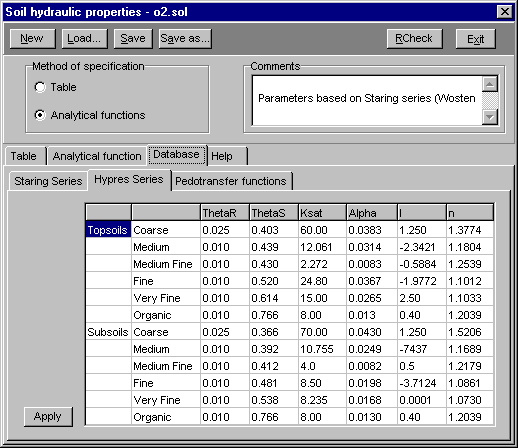 Soil hydraulic properties - o2.sol
New Load... Save Save as... RCheck Exit
Method of specification
Table
Analytical functions
Comments
Parameters based on Staring series (Wosten
Table Analytical function Database Help
Staring Series Hypres Series Pedotransfer functions
ThetaR ThetaS Ksat Alpha l n
Topsoils Coarse 0.025 0.403 60.00 0.0383 1.250 1.3774
Medium 0.010 0.439 12.061 0.0314 -2.3421 1.1804
Medium Fine 0.010 0.430 2.272 0.0083 -0.5884 1.2539
Fine 0.010 0.520 24.80 0.0367 -1.9772 1.1012
Very Fine 0.010 0.614 15.00 0.0265 2.50 1.1033
Organic 0.010 0.766 8.00 0.013 0.40 1.2039
Subsoils Coarse 0.025 0.366 70.00 0.0430 1.250 1.5206
Medium 0.010 0.392 10.755 0.0249 -7437 1.1689
Medium Fine 0.010 0.412 4.0 0.0082 0.5 1.2179
Fine 0.010 0.481 8.50 0.0198 -3.7124 1.0861
Very Fine 0.010 0.538 8.235 0.0168 0.0001 1.0730
Organic 0.010 0.766 8.00 0.0130 0.40 1.2039
Apply